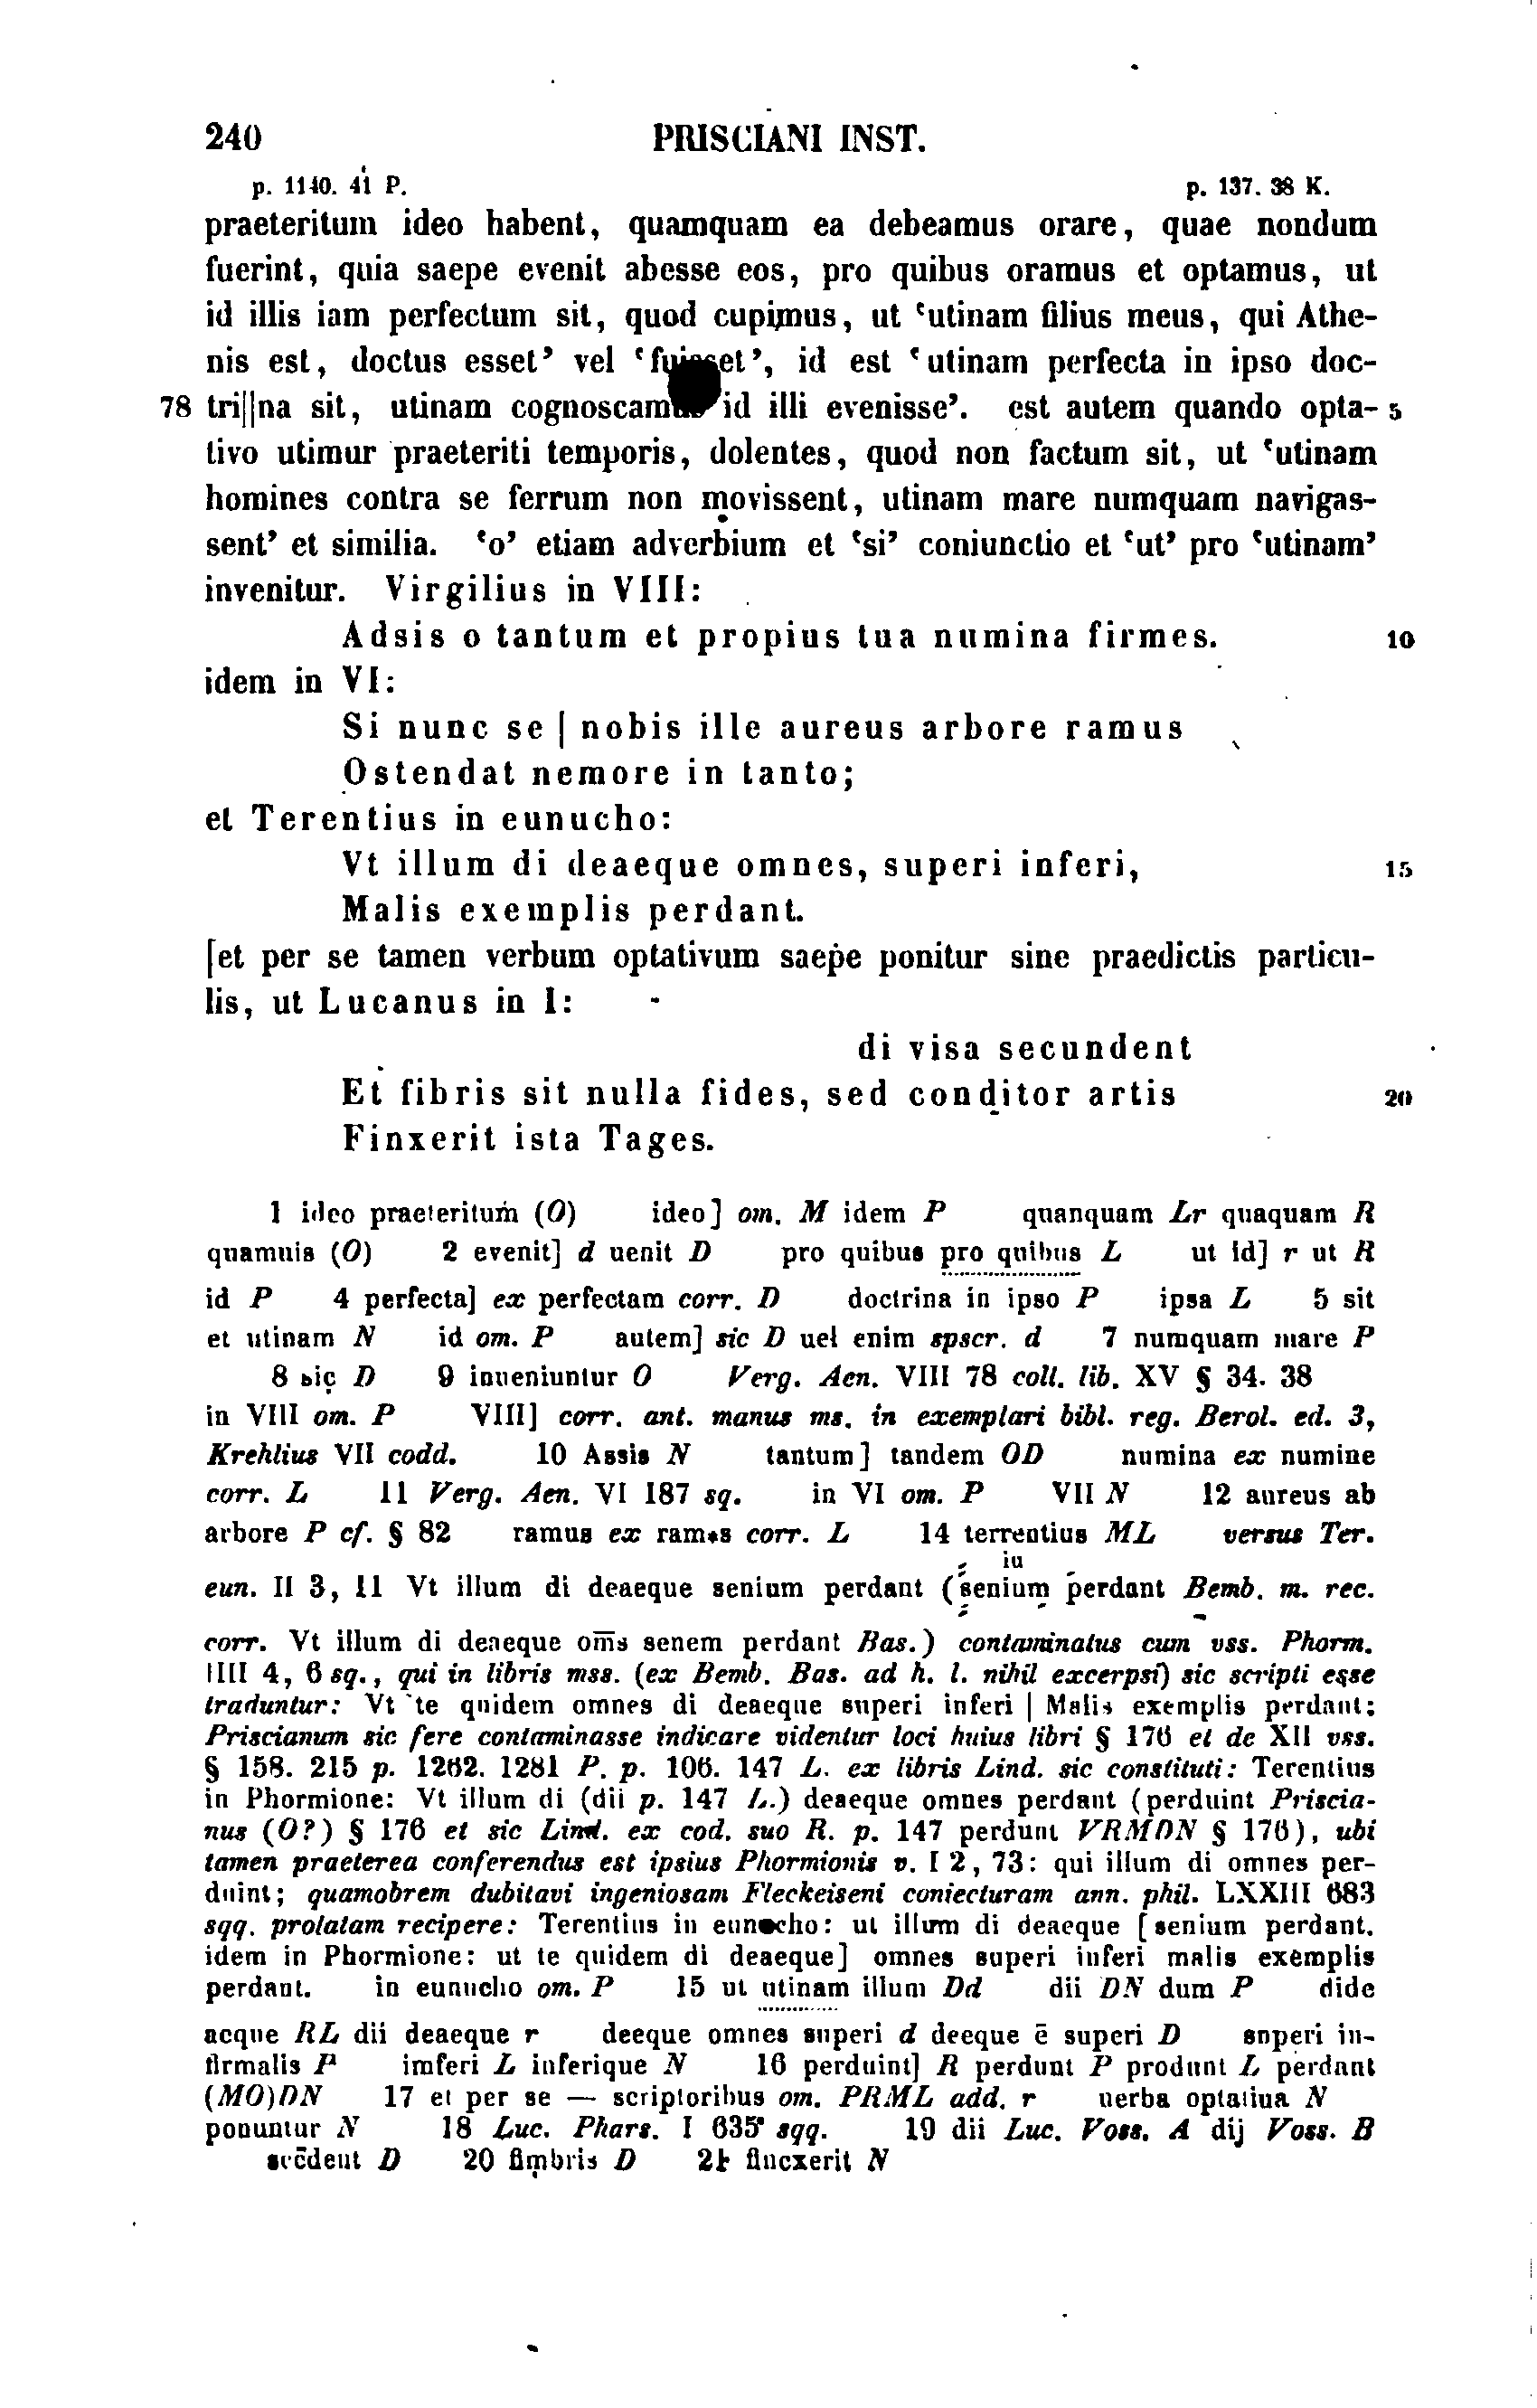 240 PRISCIANI INST.
p. 1140. 41 P. p. 137. 38 K.
praeteritum ideo habent, quamquam ea debeamus orare, quae nondum
fuerint, quia saepe evenit abesse eos, pro quibus oramus et optamus, ut
id illis iam perfectum sit, quod cupimus, ut ‘utinam filius meus, qui Athe-
nis est, doctus esset’ vel ‘fuisset’, id est ‘utinam perfecta in ipso doc-
78 tri||na sit, utinam cognoscamus id illi evenisse’. est autem quando opta- 5
tivo utimur praeteriti temporis, dolentes, quod non factum sit, ut ‘utinam
homines contra se ferrum non movissent, utinam mare numquam navigas-
sent’ et similia. ‘o’ etiam adverbium et ‘si’ coniunctio et ‘ut’ pro ‘utinam’
invenitur. Virgilius in VIII:
Adsis o tantum et propius tua numina firmes. 10
idem in VI:
Si nunc se | nobis ille aureus arbore ramus
Ostendat nemore in tanto;
et Terentius in eunucho:
Vt illum di deaeque omnes, superi inferi, 15
Malis exemplis perdant.
[et per se tamen verbum optativum saepe ponitur sine praedictis particu-
lis, ut Lucanus in I:
di visa secundent
Et fibris sit nulla fides, sed conditor artis 20
Finxerit ista Tages.
1 ideo praeteritum (O) ideo] om. M idem P quanquam Lr quaquam R
quamuis (O) 2 evenit] d uenit D pro quibus pro quibus L ut id] r ut R
id P 4 perfecta] ex perfectam corr. D doctrina in ipso P ipsa L 5 sit
et utinam N id om. P autem] sic D uel enim spscr. d 7 numquam mare P
8 sic D 9 inueniuntur O Verg. Aen. VIII 78 coll. lib. XV § 34. 38
in VIII om. P VIII] corr. ant. manus ms. in exemplari bibl. reg. Berol. ed. 3,
Krehlius VII codd. 10 Assis N tantum] tandem OD numina ex numine
corr. L 11 Verg. Aen. VI 187 sq. in VI om. P VII N 12 aureus ab
arbore P cf. § 82 ramus ex ram*s corr. L 14 terrentius ML versus Ter.
iu
eun. II 3, 11 Vt illum di deaeque senium perdant (senium perdant Bemb. m. rec.
corr. Vt illum di deaeque om̅s senem perdant Bas.) contaminatus cum vss. Phorm.
IIII 4, 6 sq., qui in libris mss. (ex Bemb. Bas. ad h. l. nihil excerpsi) sic scripti esse
traduntur: Vt te quidem omnes di deaeque superi inferi | Malis exemplis perdant;
Priscianum sic fere contaminasse indicare videntur loci huius libri § 176 et de XII vss.
§ 158. 215 p. 1262. 1281 P. p. 106. 147 L. ex libris Lind. sic constituti: Terentius
in Phormione: Vt illum di (dii p. 147 L.) deaeque omnes perdant (perduint Priscia-
nus (O?) § 176 et sic Lind. ex cod. suo R. p. 147 perdunt VRMDN § 176), ubi
tamen praeterea conferendus est ipsius Phormionis v. I 2, 73: qui illum di omnes per-
duint; quamobrem dubitavi ingeniosam Fleckeiseni coniecturam ann. phil. LXXIII 683
sqq. prolatam recipere: Terentius in eunucho: ut illum di deaeque [senium perdant.
idem in Phormione: ut te quidem di deaeque] omnes superi inferi malis exemplis
perdant. in eunucho om. P 15 ut utinam illum Dd dii DN dum P dide
acque RL dii deaeque r deeque omnes superi d deeque ē superi D superi in-
firmalis P imferi L inferique N 16 perduint] R perdunt P produnt L perdant
(MO)DN 17 et per se — scriptoribus om. PRML add. r uerba optatiua N
ponuntur N 18 Luc. Phars. I 635 sqq. 19 dii Luc. Voss. A dij Voss. B
secdent D 20 fimbris D 21 fincxerit N